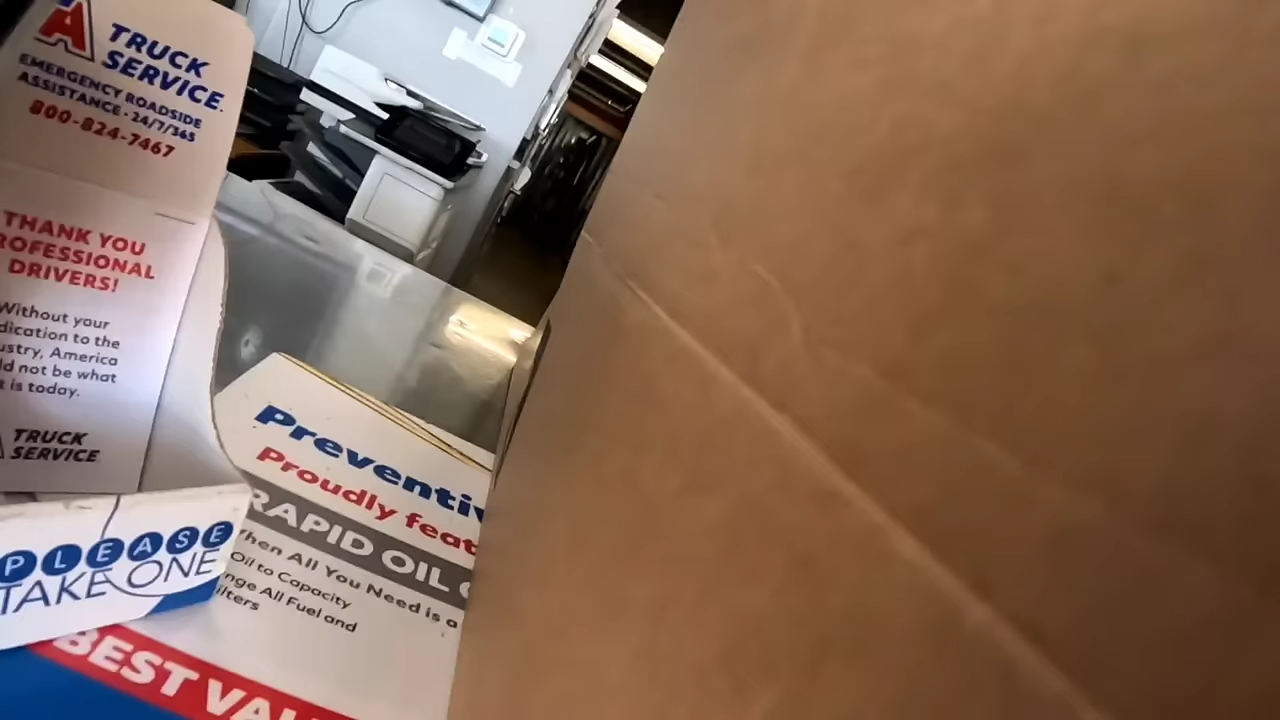 A TRUCK
SERVICE.
EMERGENCY ROADSIDE
ASSISTANCE • 24/7/365
800-824-7467
THANK YOU
ROFESSIONAL
DRIVERS!
Without your
dication to the
ustry, America
ld not be what
t is today.
TRUCK
SERVICE
PLEASE
TAKE ONE
Preventiv
Proudly feat
RAPID OIL
hen All You Need is a
Oil to Capacity
nge All Fuel and
ilters
BEST VAL